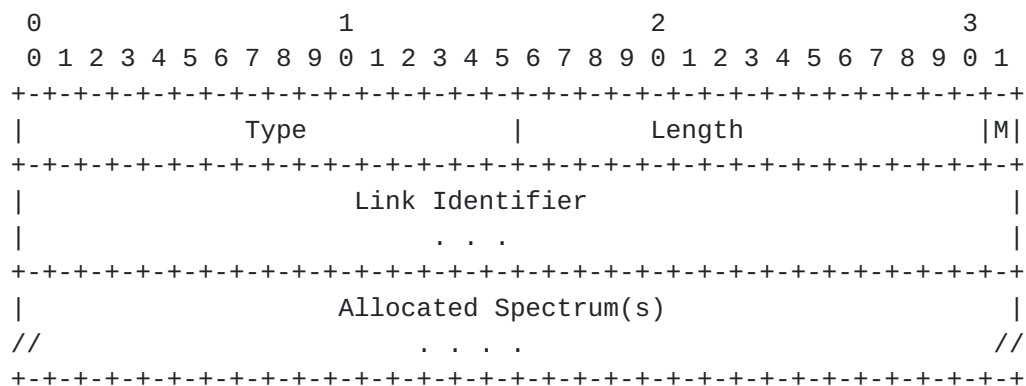 0                   1                   2                   3
 0 1 2 3 4 5 6 7 8 9 0 1 2 3 4 5 6 7 8 9 0 1 2 3 4 5 6 7 8 9 0 1
+-+-+-+-+-+-+-+-+-+-+-+-+-+-+-+-+-+-+-+-+-+-+-+-+-+-+-+-+-+-+-+-+
|              Type             |        Length               |M|
+-+-+-+-+-+-+-+-+-+-+-+-+-+-+-+-+-+-+-+-+-+-+-+-+-+-+-+-+-+-+-+-+
|                     Link Identifier                           |
|                          . . .                                |
+-+-+-+-+-+-+-+-+-+-+-+-+-+-+-+-+-+-+-+-+-+-+-+-+-+-+-+-+-+-+-+-+
|                    Allocated Spectrum(s)                      |
//                        . . . .                              //
+-+-+-+-+-+-+-+-+-+-+-+-+-+-+-+-+-+-+-+-+-+-+-+-+-+-+-+-+-+-+-+-+